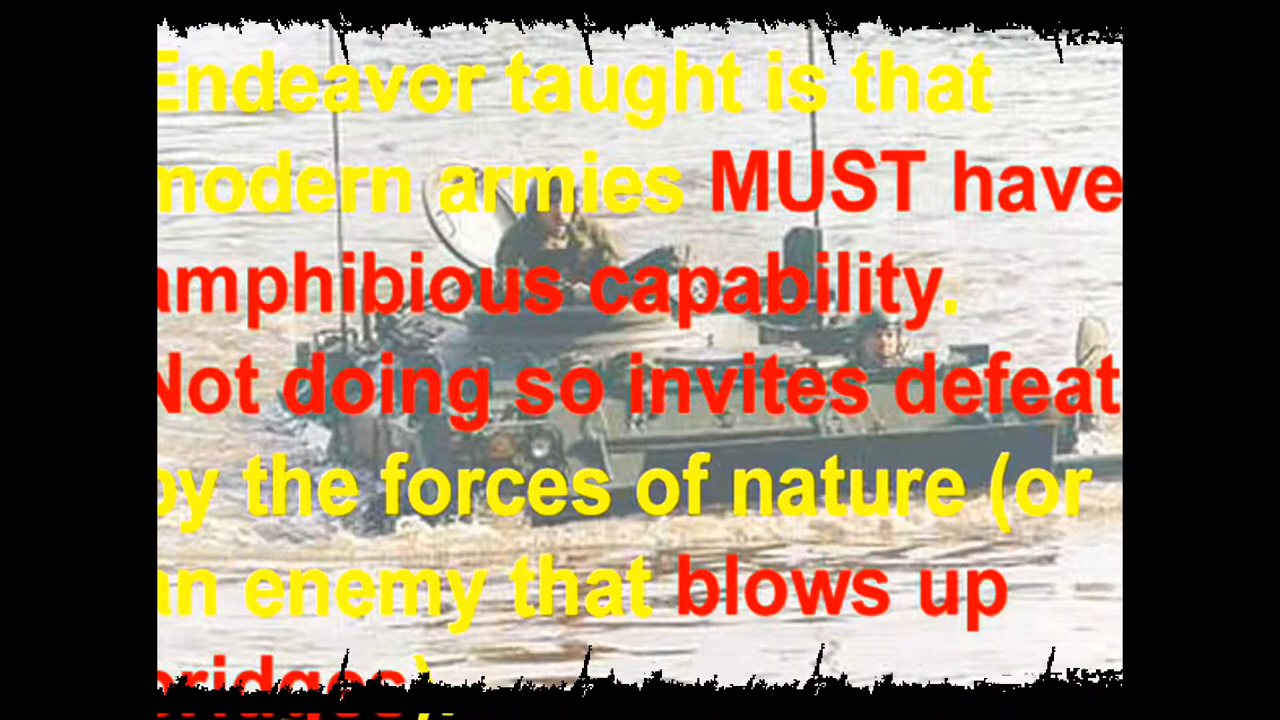 Endeavor taught is that
modern armies MUST have
amphibious capability.
Not doing so invites defeat
by the forces of nature (or
an enemy that blows up
bridges).